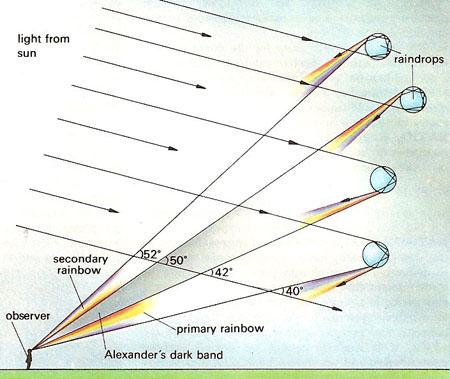 light from
sun
raindrops
52°
50°
42°
40°
secondary
rainbow
observer
primary rainbow
Alexander's dark band